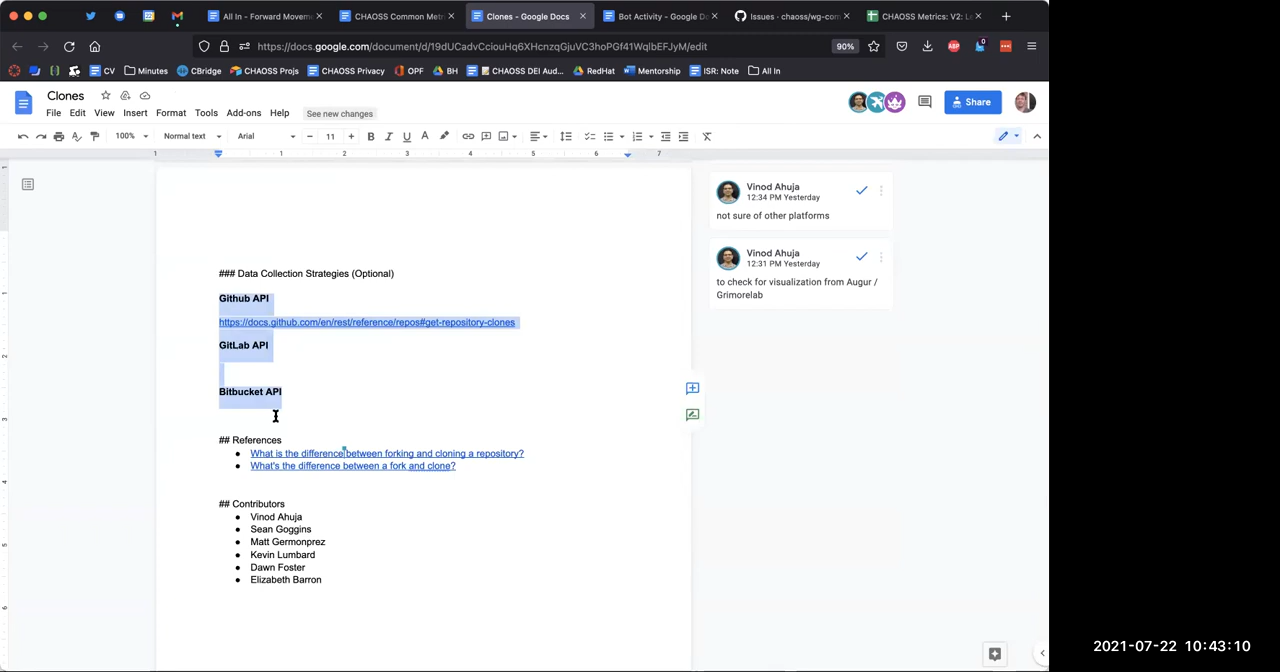 All In - Forward Movem
CHAOSS Common Met
Clones - Google Docs
Bot Activity - Google D
Issues · chaoss/wg-com
CHAOSS Metrics: V2: L
https://docs.google.com/document/d/19dUCadvCciouHq6XHcnzqGjuVC3hoPGf41WqlbEFJyM/edit
90%
CV
Minutes
CBridge
CHAOSS Projs
CHAOSS Privacy
OPF
BH
CHAOSS DEI Aud...
RedHat
Mentorship
ISR: Note
All In
Clones
File Edit View Insert Format Tools Add-ons Help See new changes
Share
100% Normal text Arial 11
### Data Collection Strategies (Optional)
Github API
https://docs.github.com/en/rest/reference/repos#get-repository-clones
GitLab API
Bitbucket API
## References
What is the difference between forking and cloning a repository?
What's the difference between a fork and clone?
## Contributors
Vinod Ahuja
Sean Goggins
Matt Germonprez
Kevin Lumbard
Dawn Foster
Elizabeth Barron
Vinod Ahuja
12:34 PM Yesterday
not sure of other platforms
Vinod Ahuja
12:31 PM Yesterday
to check for visualization from Augur /
Grimorelab
2021-07-22 10:43:10